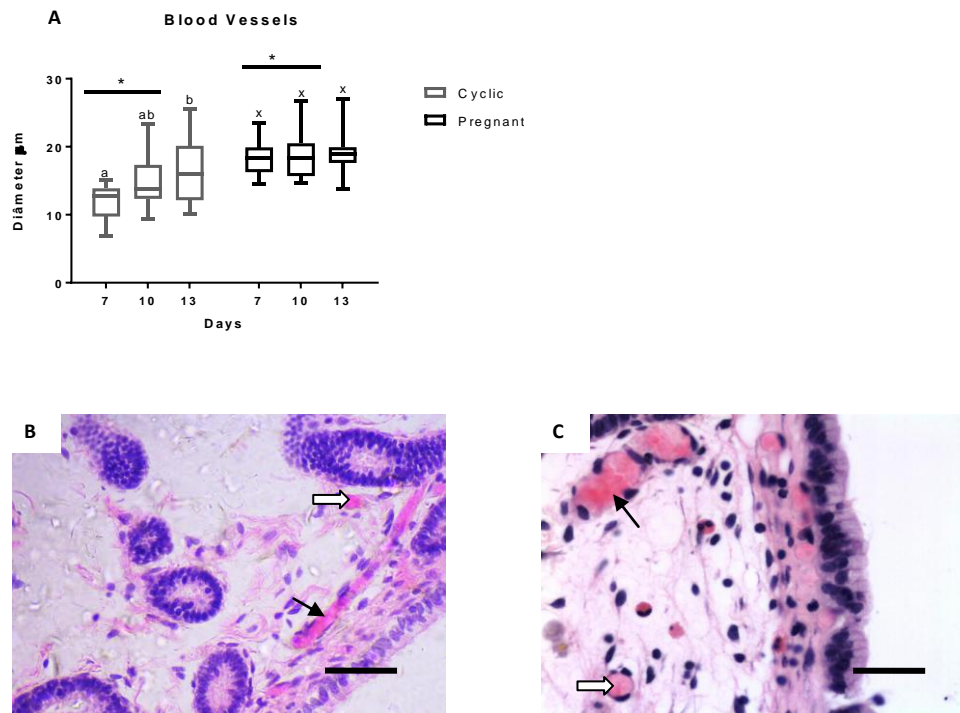 A
Blood Vessels
* *
30
20
10
0
Diâmeter µm
a ab b x x x
7 10 13 7 10 13
Days
Cyclic
Pregnant
B
C